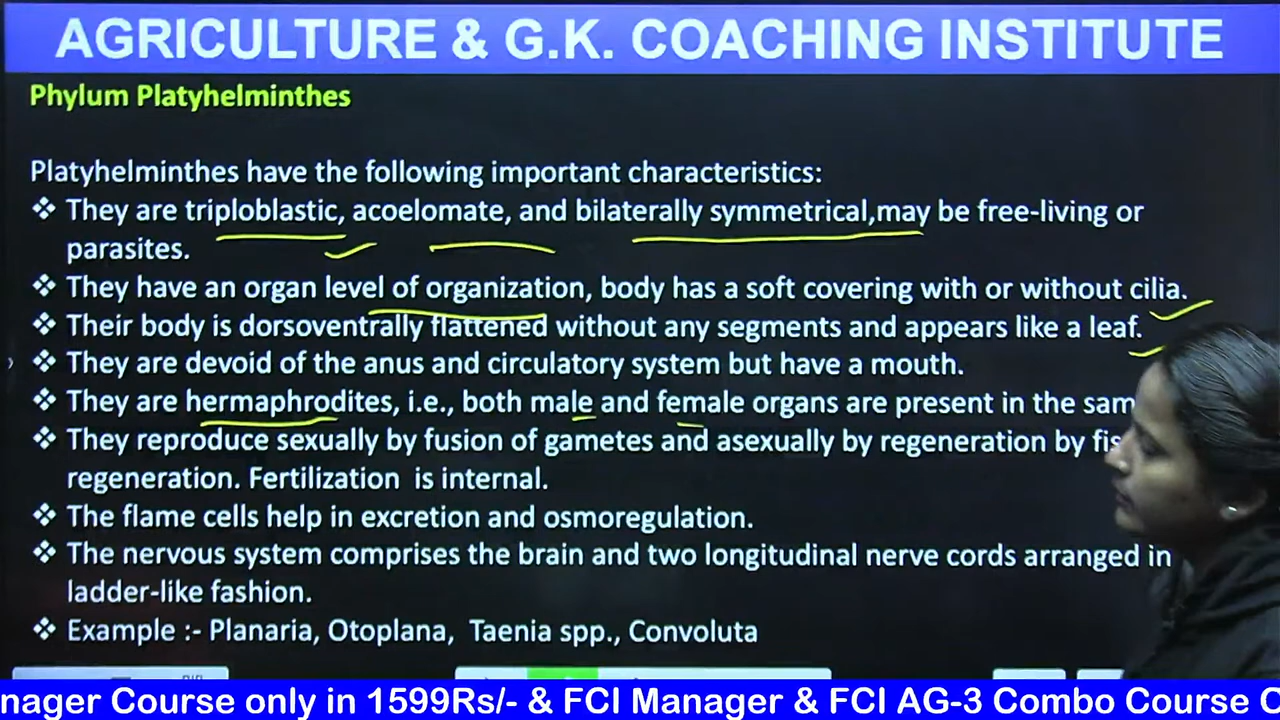 AGRICULTURE & G.K. COACHING INSTITUTE
Phylum Platyhelminthes
Platyhelminthes have the following important characteristics:
❖ They are triploblastic, acoelomate, and bilaterally symmetrical,may be free-living or
parasites.
❖ They have an organ level of organization, body has a soft covering with or without cilia.
❖ Their body is dorsoventrally flattened without any segments and appears like a leaf.
❖ They are devoid of the anus and circulatory system but have a mouth.
❖ They are hermaphrodites, i.e., both male and female organs are present in the
❖ They reproduce sexually by fusion of gametes and asexually by regeneration by
regeneration. Fertilization is internal.
❖ The flame cells help in excretion and osmoregulation.
❖ The nervous system comprises the brain and two longitudinal nerve cords arranged in
ladder-like fashion.
❖ Example :- Planaria, Otoplana, Taenia spp., Convoluta
nager Course only in 1599Rs/- & FCI Manager & FCI AG-3 Combo Course